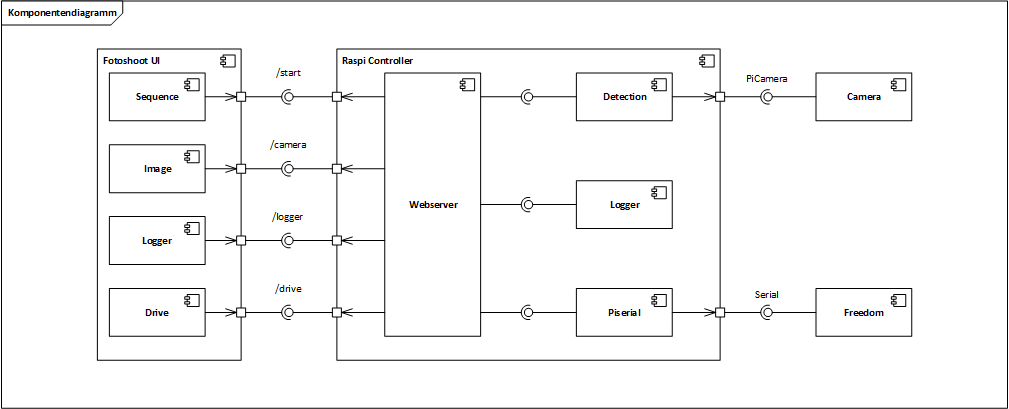 Komponentendiagramm
Fotoshoot UI
Raspi Controller
/start
PiCamera
Sequence
Detection
Camera
/camera
Image
Webserver
Logger
/logger
Logger
/drive
Serial
Drive
Piserial
Freedom